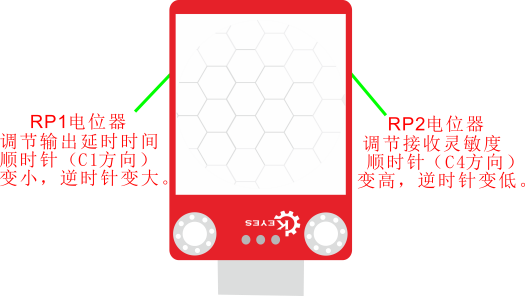 RP1电位器
调节输出延时时间
顺时针（C1方向）
变小，逆时针变大。
RP2电位器
调节接收灵敏度
顺时针（C4方向）
变高，逆时针变低。
KEYES